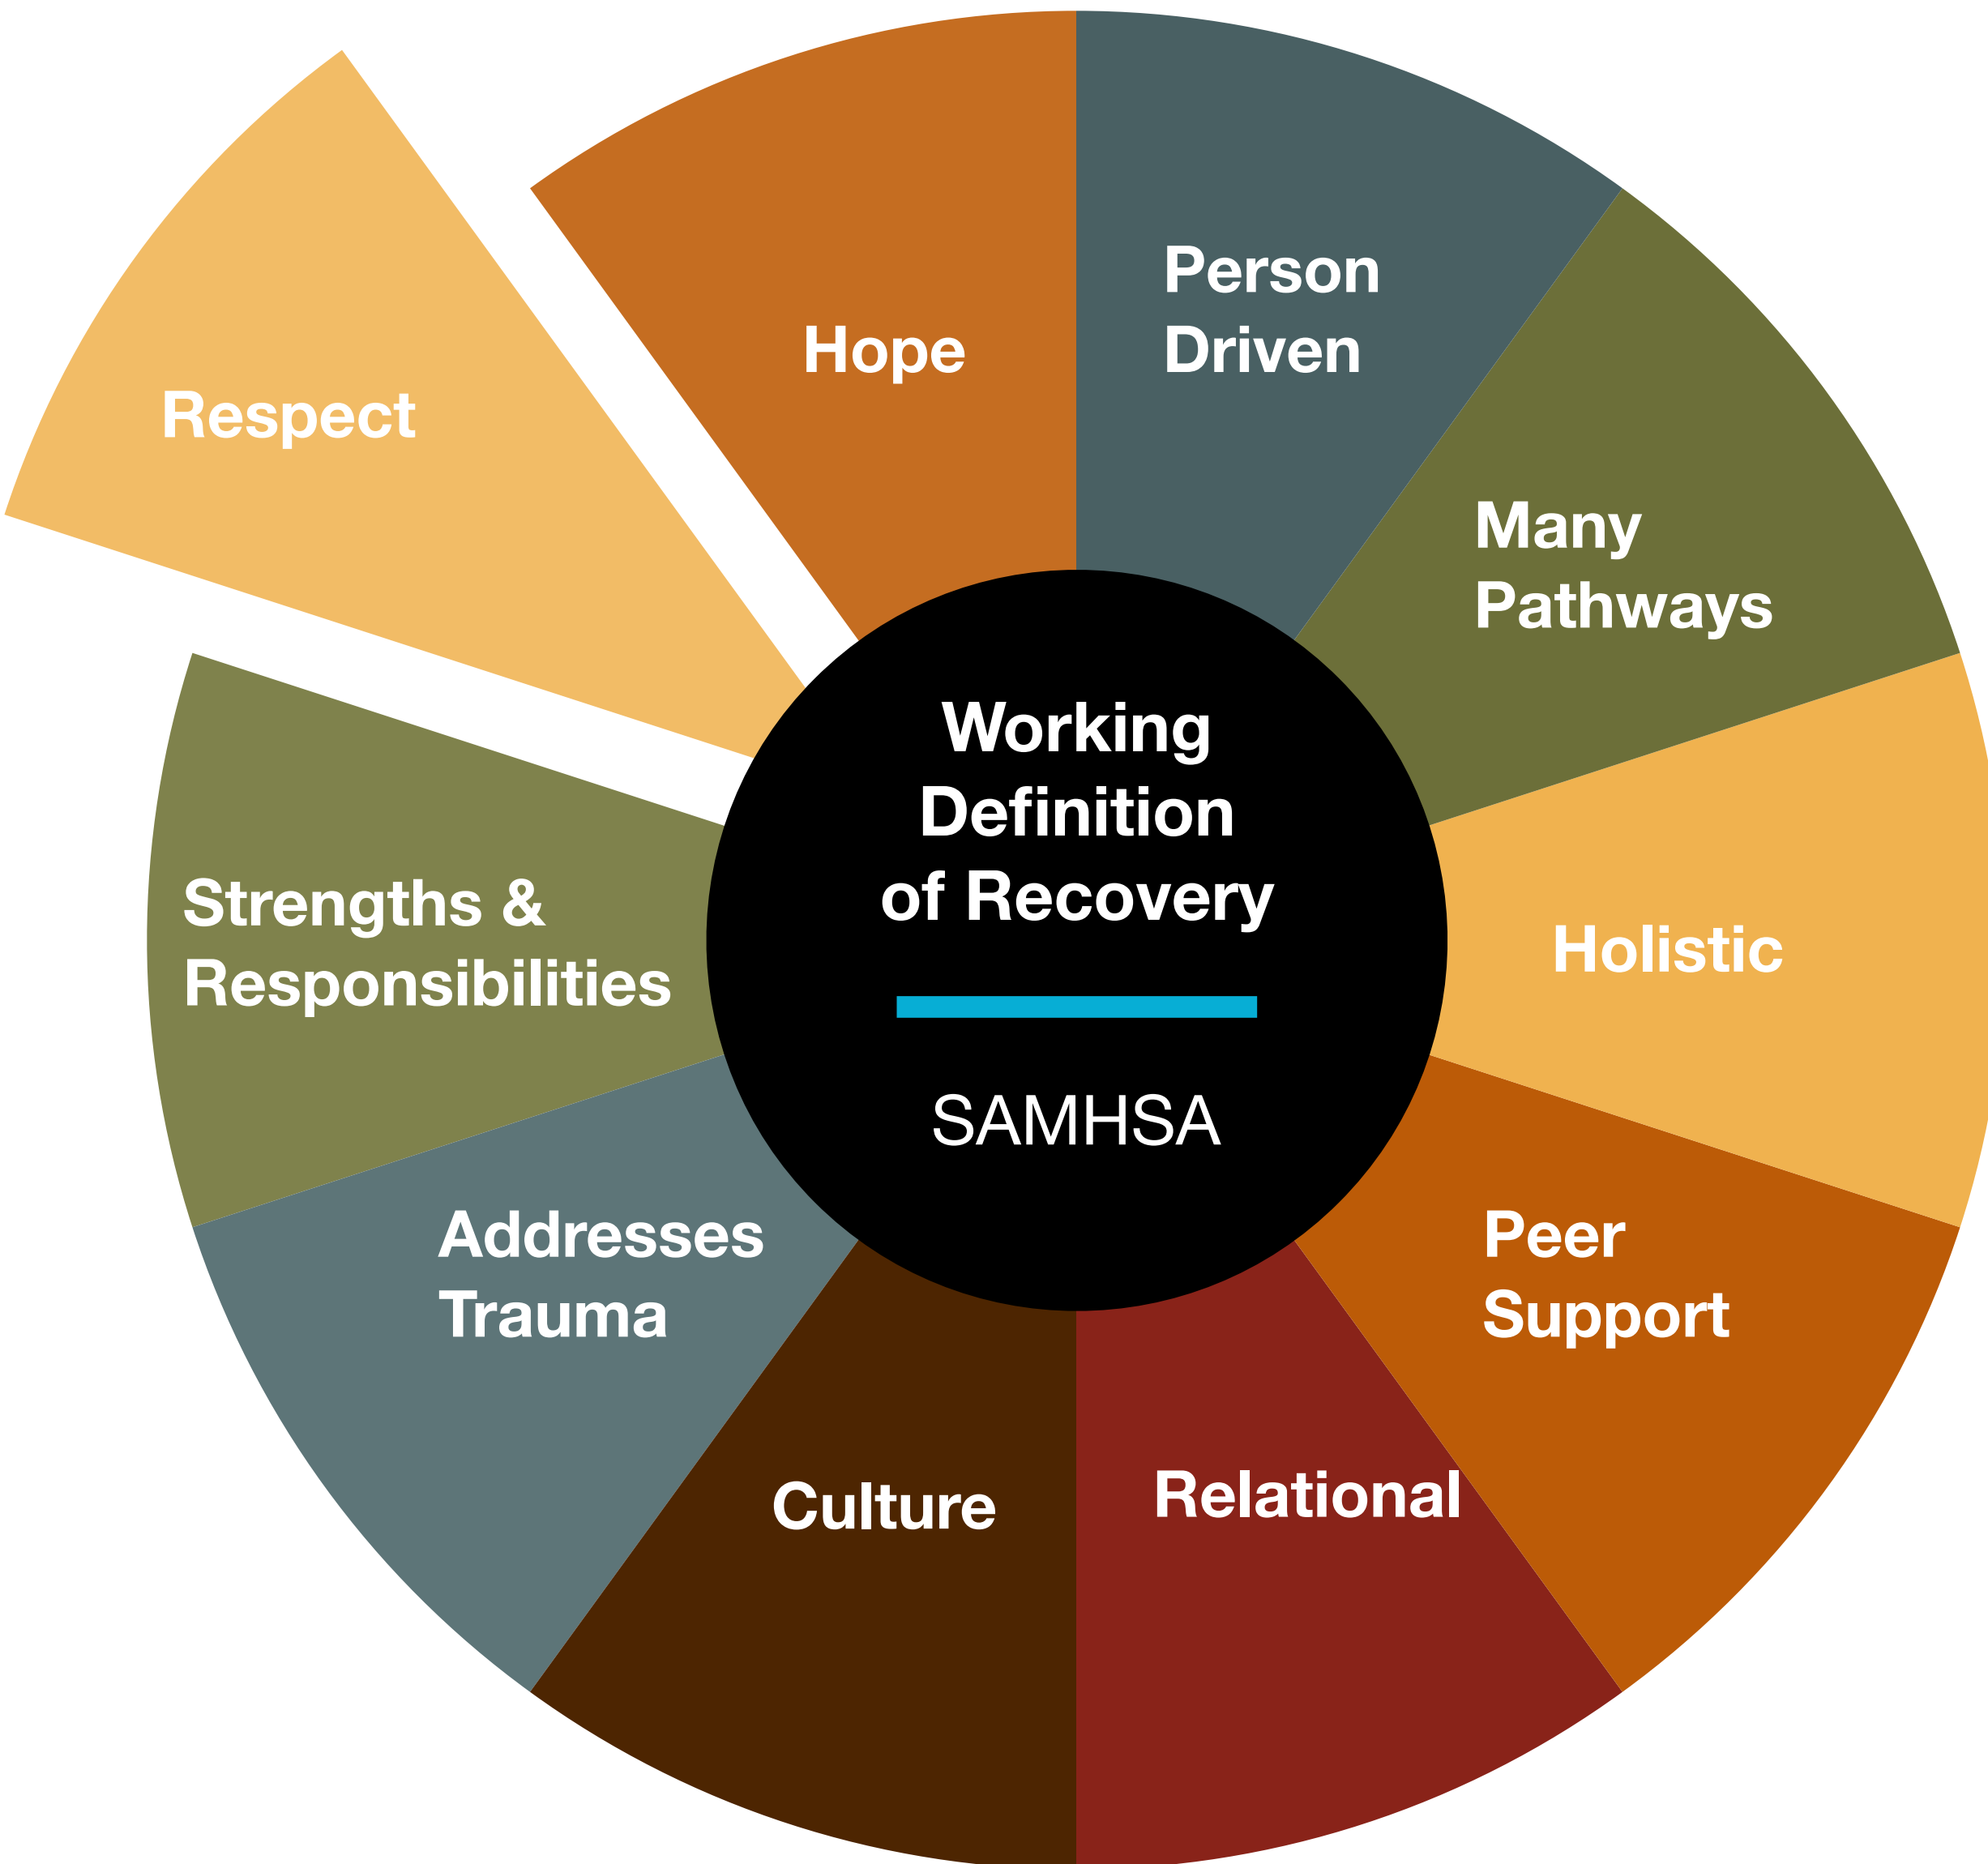 Hope
Person
Driven
Many
Pathways
Holistic
Peer
Support
Relational
Culture
Addresses
Trauma
Strengths &
Responsibilities
Respect
Working
Definition
of Recovery
SAMHSA